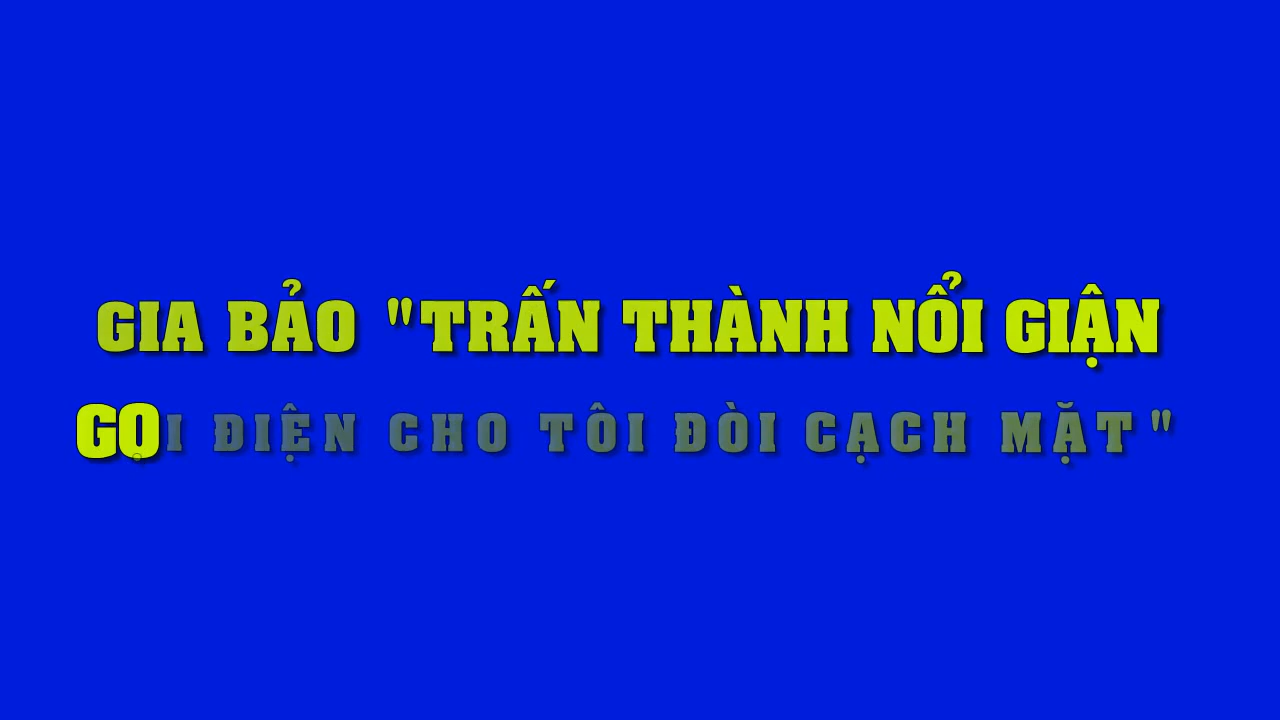 GIA BẢO "TRẤN THÀNH NỔI GIẬN
GỌI ĐIỆN CHO TÔI ĐÒI CẠCH MẶT"